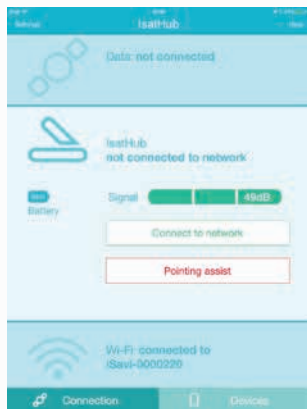 IsatHub
Data: not connected
IsatHub
not connected to network
Signal 49dB
Battery
Connect to network
Pointing assist
Wi-Fi: connected to
iSavi-0000220
Connection Devices